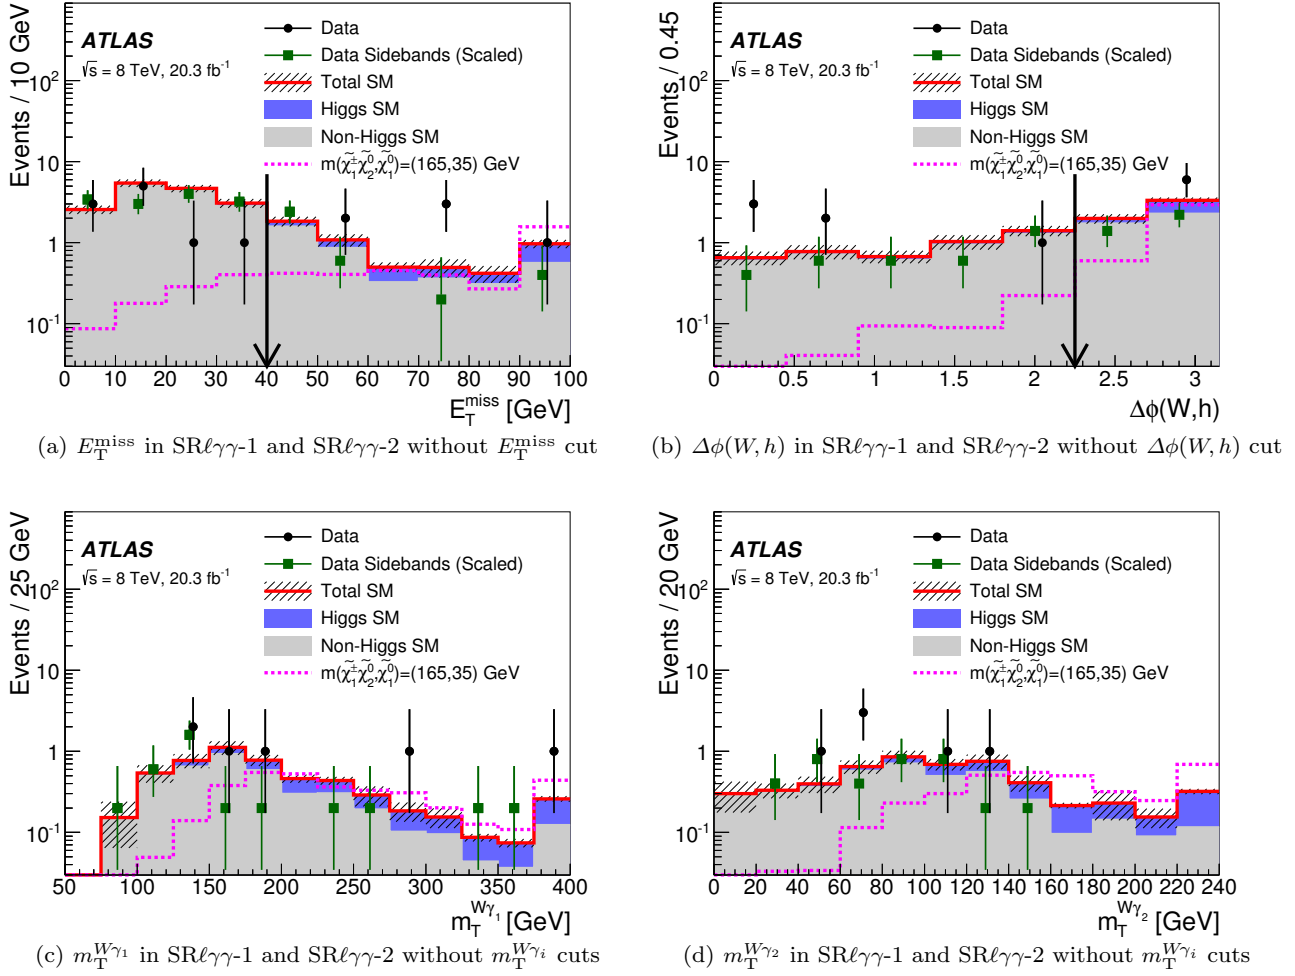 Events / 10 GeV
ATLAS
√s = 8 TeV, 20.3 fb⁻¹
Data
Data Sidebands (Scaled)
Total SM
Higgs SM
Non-Higgs SM
m(χ̃₁±χ̃₂⁰,χ̃₁⁰)=(165,35) GeV
10²
10
1
10⁻¹
0 10 20 30 40 50 60 70 80 90 100
E_T^miss [GeV]
(a) E_T^miss in SRℓγγ-1 and SRℓγγ-2 without E_T^miss cut
Events / 0.45
ATLAS
√s = 8 TeV, 20.3 fb⁻¹
Data
Data Sidebands (Scaled)
Total SM
Higgs SM
Non-Higgs SM
m(χ̃₁±χ̃₂⁰,χ̃₁⁰)=(165,35) GeV
10²
10
1
10⁻¹
0 0.5 1 1.5 2 2.5 3
Δϕ(W,h)
(b) Δϕ(W, h) in SRℓγγ-1 and SRℓγγ-2 without Δϕ(W, h) cut
Events / 25 GeV
ATLAS
√s = 8 TeV, 20.3 fb⁻¹
Data
Data Sidebands (Scaled)
Total SM
Higgs SM
Non-Higgs SM
m(χ̃₁±χ̃₂⁰,χ̃₁⁰)=(165,35) GeV
10²
10
1
10⁻¹
50 100 150 200 250 300 350 400
m_T^{Wγ₁} [GeV]
(c) m_T^{Wγ₁} in SRℓγγ-1 and SRℓγγ-2 without m_T^{Wγᵢ} cuts
Events / 20 GeV
ATLAS
√s = 8 TeV, 20.3 fb⁻¹
Data
Data Sidebands (Scaled)
Total SM
Higgs SM
Non-Higgs SM
m(χ̃₁±χ̃₂⁰,χ̃₁⁰)=(165,35) GeV
10²
10
1
10⁻¹
0 20 40 60 80 100 120 140 160 180 200 220 240
m_T^{Wγ₂} [GeV]
(d) m_T^{Wγ₂} in SRℓγγ-1 and SRℓγγ-2 without m_T^{Wγᵢ} cuts